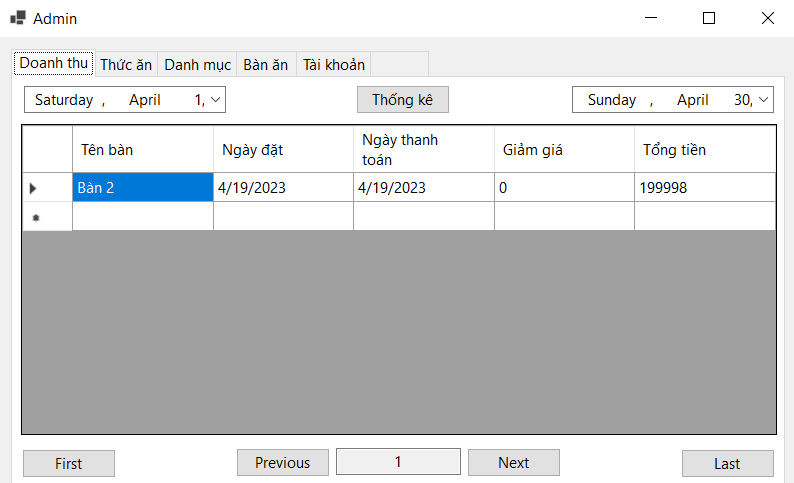 Admin
Doanh thu Thức ăn Danh mục Bàn ăn Tài khoản
Saturday , April 1, Thống kê Sunday , April 30,
Tên bàn Ngày đặt Ngày thanh toán Giảm giá Tổng tiền
Bàn 2 4/19/2023 4/19/2023 0 199998
First Previous 1 Next Last